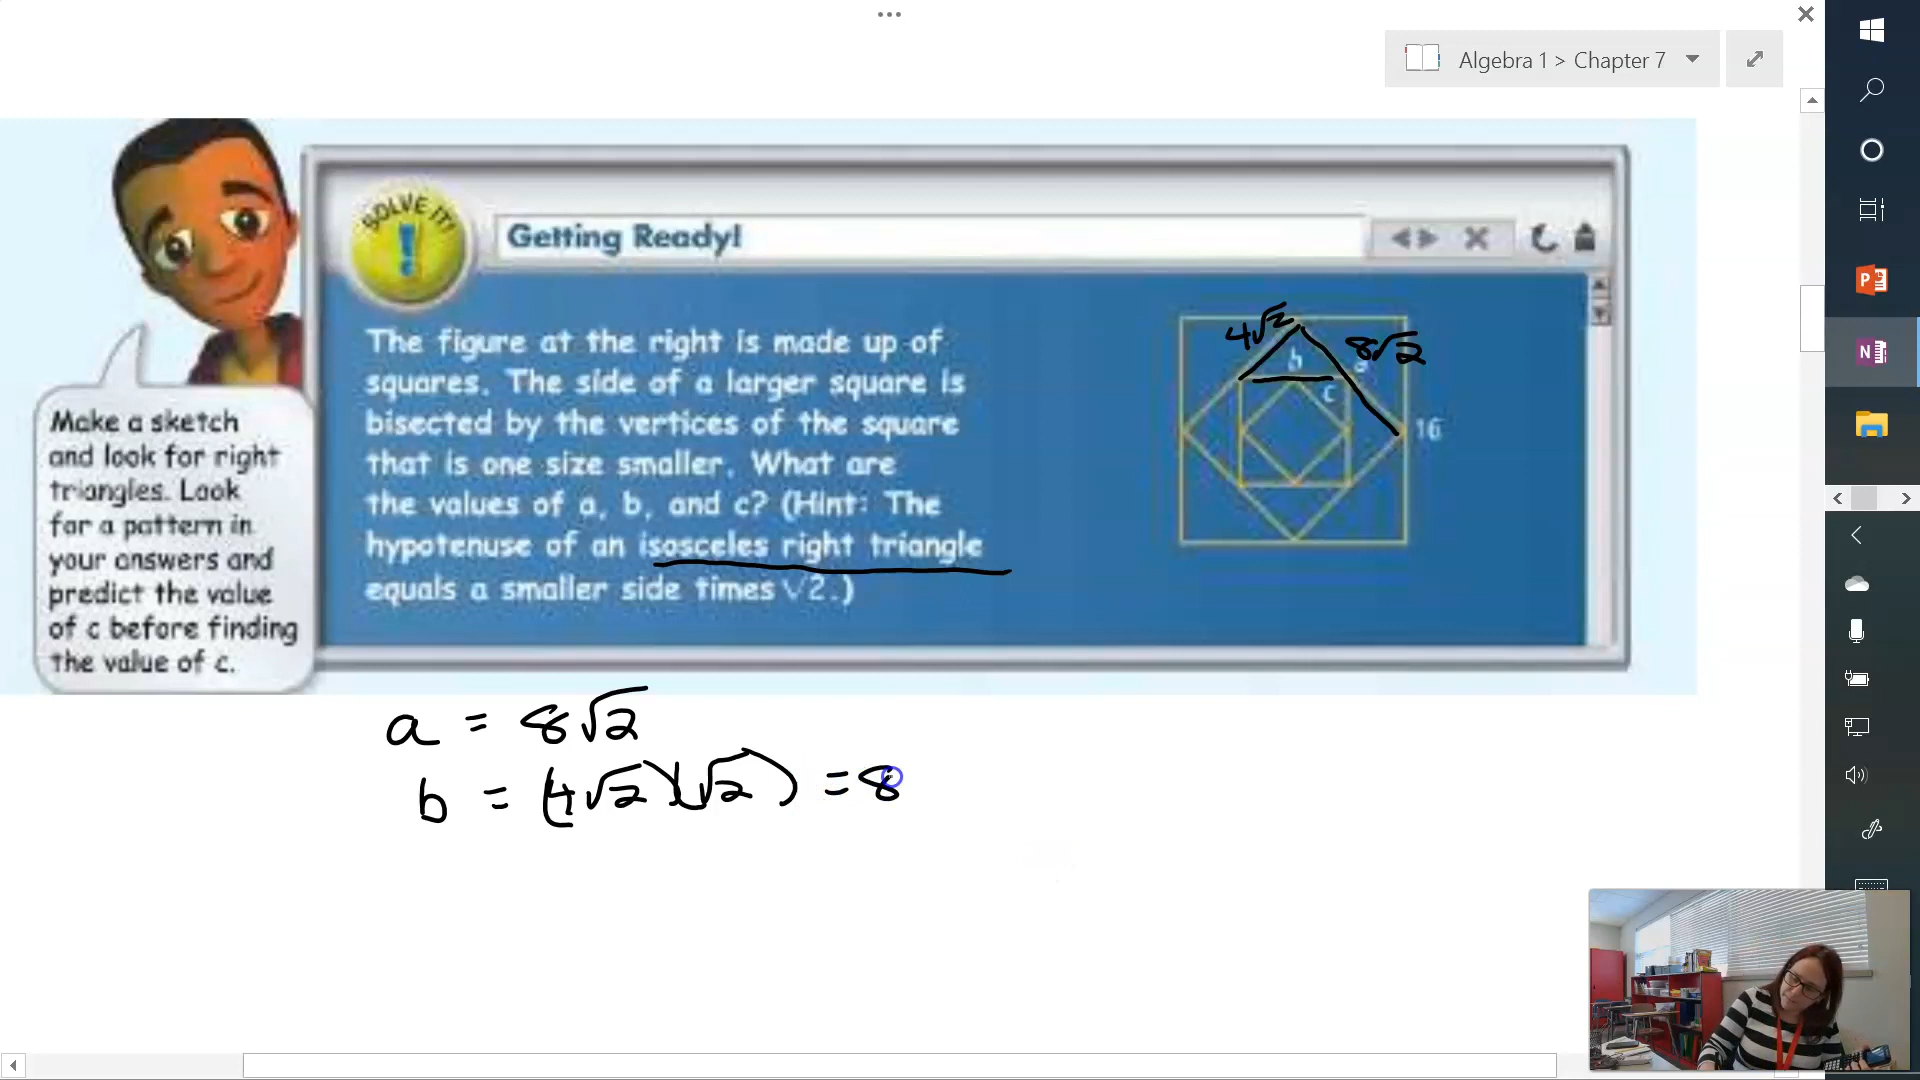 Algebra 1 > Chapter 7
SOLVE IT!
!
Getting Ready!
The figure at the right is made up of
squares. The side of a larger square is
bisected by the vertices of the square
that is one size smaller. What are
the values of a, b, and c? (Hint: The
hypotenuse of an isosceles right triangle
equals a smaller side times √2.)
4√2
8√2
b
c
16
Make a sketch
and look for right
triangles. Look
for a pattern in
your answers and
predict the value
of c before finding
the value of c.
a = 8√2
b = (4√2)(√2) = 8